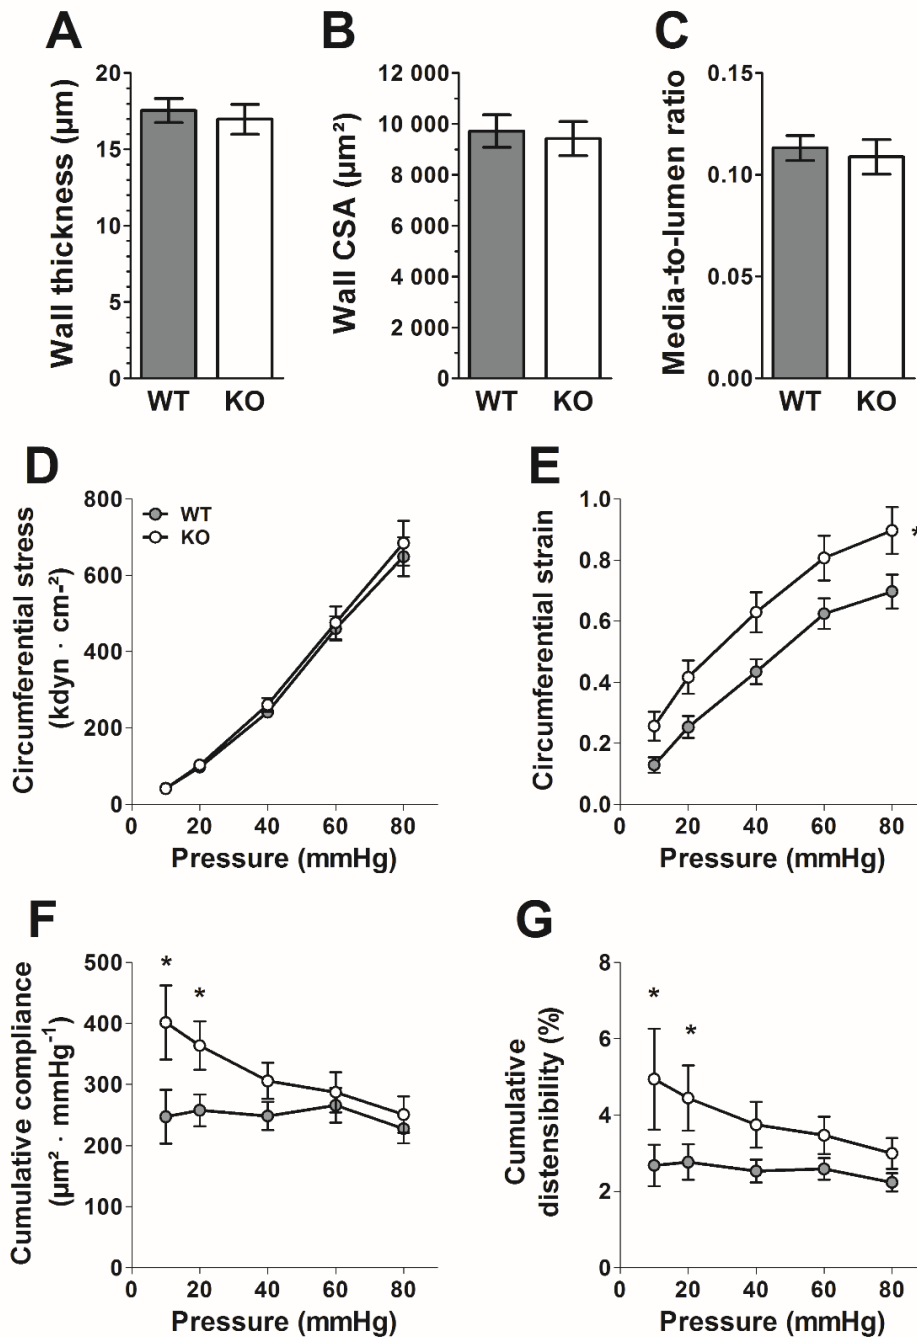 A
B
C
Wall thickness (µm)
20
15
10
5
0
WT
KO
Wall CSA (µm²)
12 000
10 000
8 000
6 000
4 000
2 000
0
WT
KO
Media-to-lumen ratio
0.15
0.10
0.05
0.00
WT
KO
D
E
Circumferential stress
(kdyn · cm-²)
800
600
400
200
0
WT
KO
0
20
40
60
80
Pressure (mmHg)
Circumferential strain
1.0
0.8
0.6
0.4
0.2
0.0
*
0
20
40
60
80
Pressure (mmHg)
F
G
Cumulative compliance
(µm² · mmHg⁻¹)
500
400
300
200
100
0
*
*
0
20
40
60
80
Pressure (mmHg)
Cumulative
distensibility (%)
8
6
4
2
0
*
*
0
20
40
60
80
Pressure (mmHg)